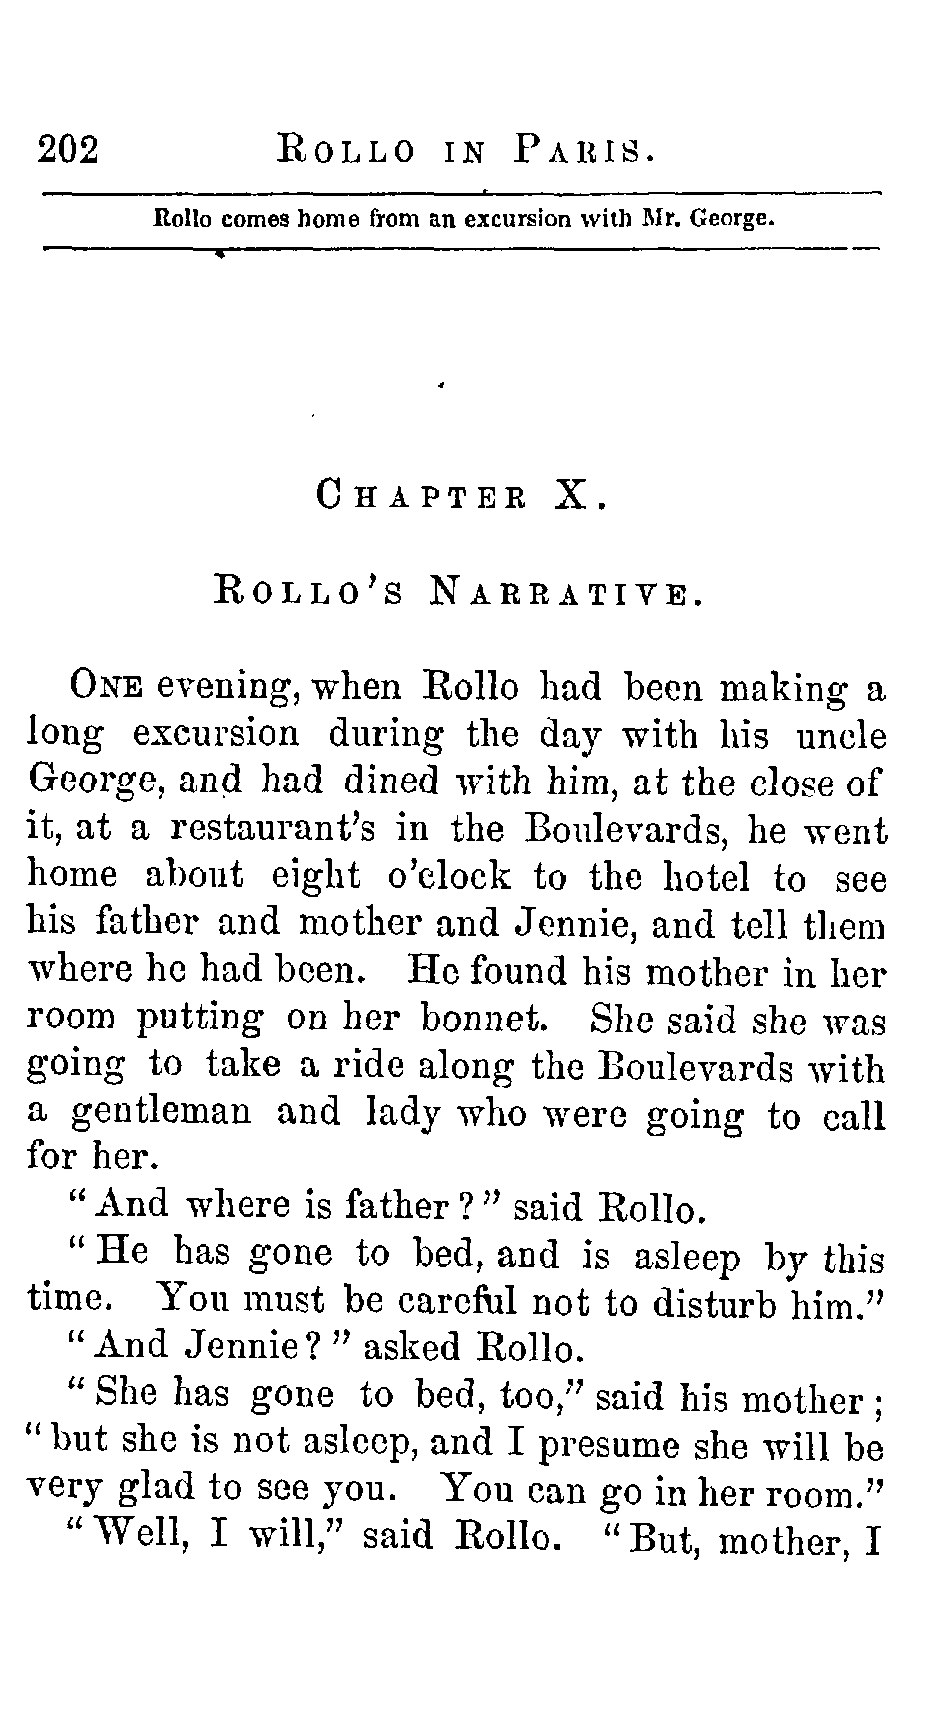 202 ROLLO IN PARIS.
Rollo comes home from an excursion with Mr. George.
CHAPTER X.
ROLLO'S NARRATIVE.
ONE evening, when Rollo had been making a
long excursion during the day with his uncle
George, and had dined with him, at the close of
it, at a restaurant's in the Boulevards, he went
home about eight o'clock to the hotel to see
his father and mother and Jennie, and tell them
where he had been. He found his mother in her
room putting on her bonnet. She said she was
going to take a ride along the Boulevards with
a gentleman and lady who were going to call
for her.
"And where is father?" said Rollo.
"He has gone to bed, and is asleep by this
time. You must be careful not to disturb him."
"And Jennie?" asked Rollo.
"She has gone to bed, too," said his mother;
"but she is not asleep, and I presume she will be
very glad to see you. You can go in her room."
"Well, I will," said Rollo. "But, mother, I